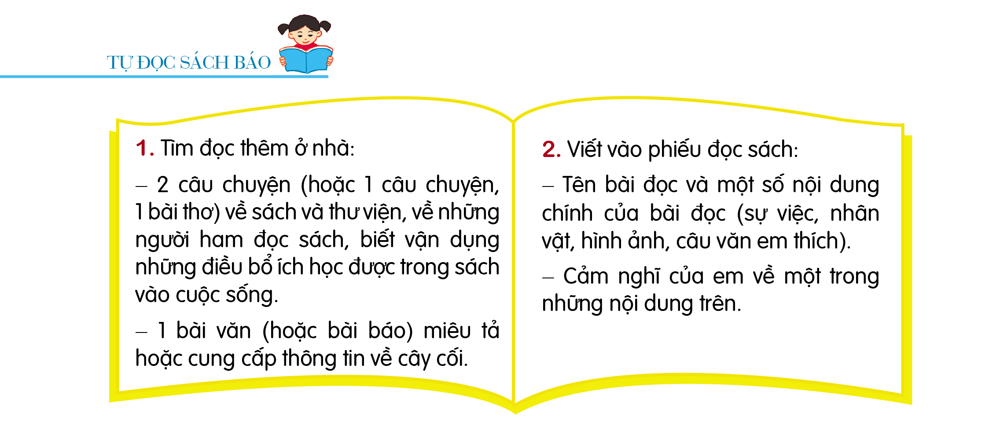 TỰ ĐỌC SÁCH BÁO
1. Tìm đọc thêm ở nhà:
– 2 câu chuyện (hoặc 1 câu chuyện,
1 bài thơ) về sách và thư viện, về những
người ham đọc sách, biết vận dụng
những điều bổ ích học được trong sách
vào cuộc sống.
– 1 bài văn (hoặc bài báo) miêu tả
hoặc cung cấp thông tin về cây cối.
2. Viết vào phiếu đọc sách:
– Tên bài đọc và một số nội dung
chính của bài đọc (sự việc, nhân
vật, hình ảnh, câu văn em thích).
– Cảm nghĩ của em về một trong
những nội dung trên.